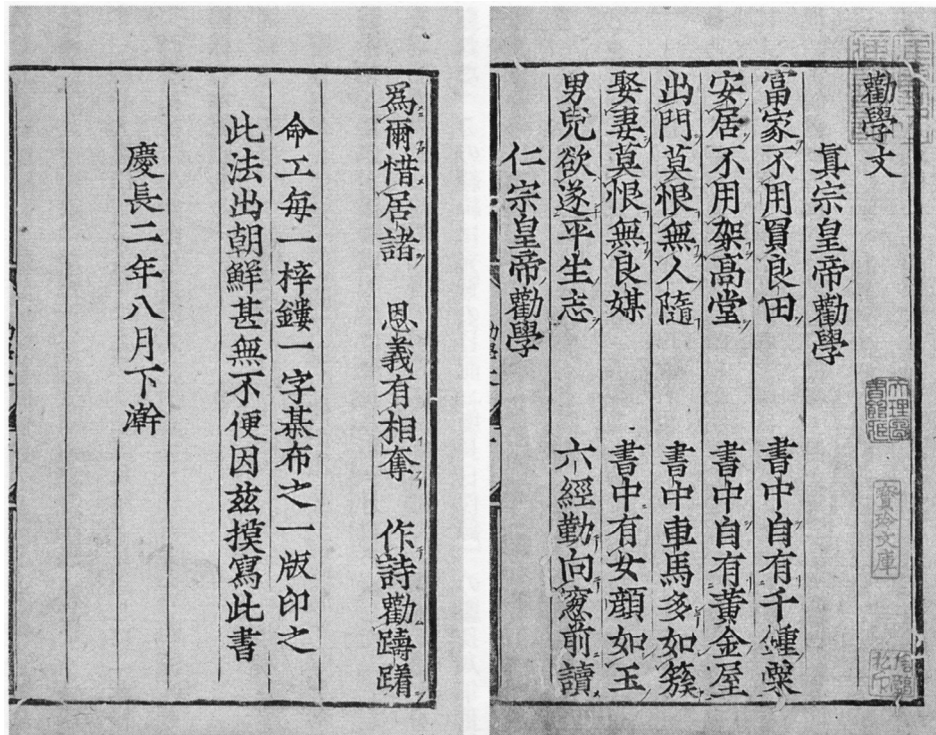 勸學文
眞宗皇帝勸學
富家不用買良田 書中自有千鍾粟
安居不用架高堂 書中自有黃金屋
出門莫恨無人隨 書中車馬多如簇
娶妻莫恨無良媒 書中有女顔如玉
男兒欲遂平生志 六經勤向窓前讀
仁宗皇帝勸學
爲爾惜居諸 恩義有相奪 作詩勸躊躇
命工每一梓鏤一字棊布之一版印之
此法出朝鮮甚無不便因茲摸寫此書
慶長二年八月下澣
寶玲文庫